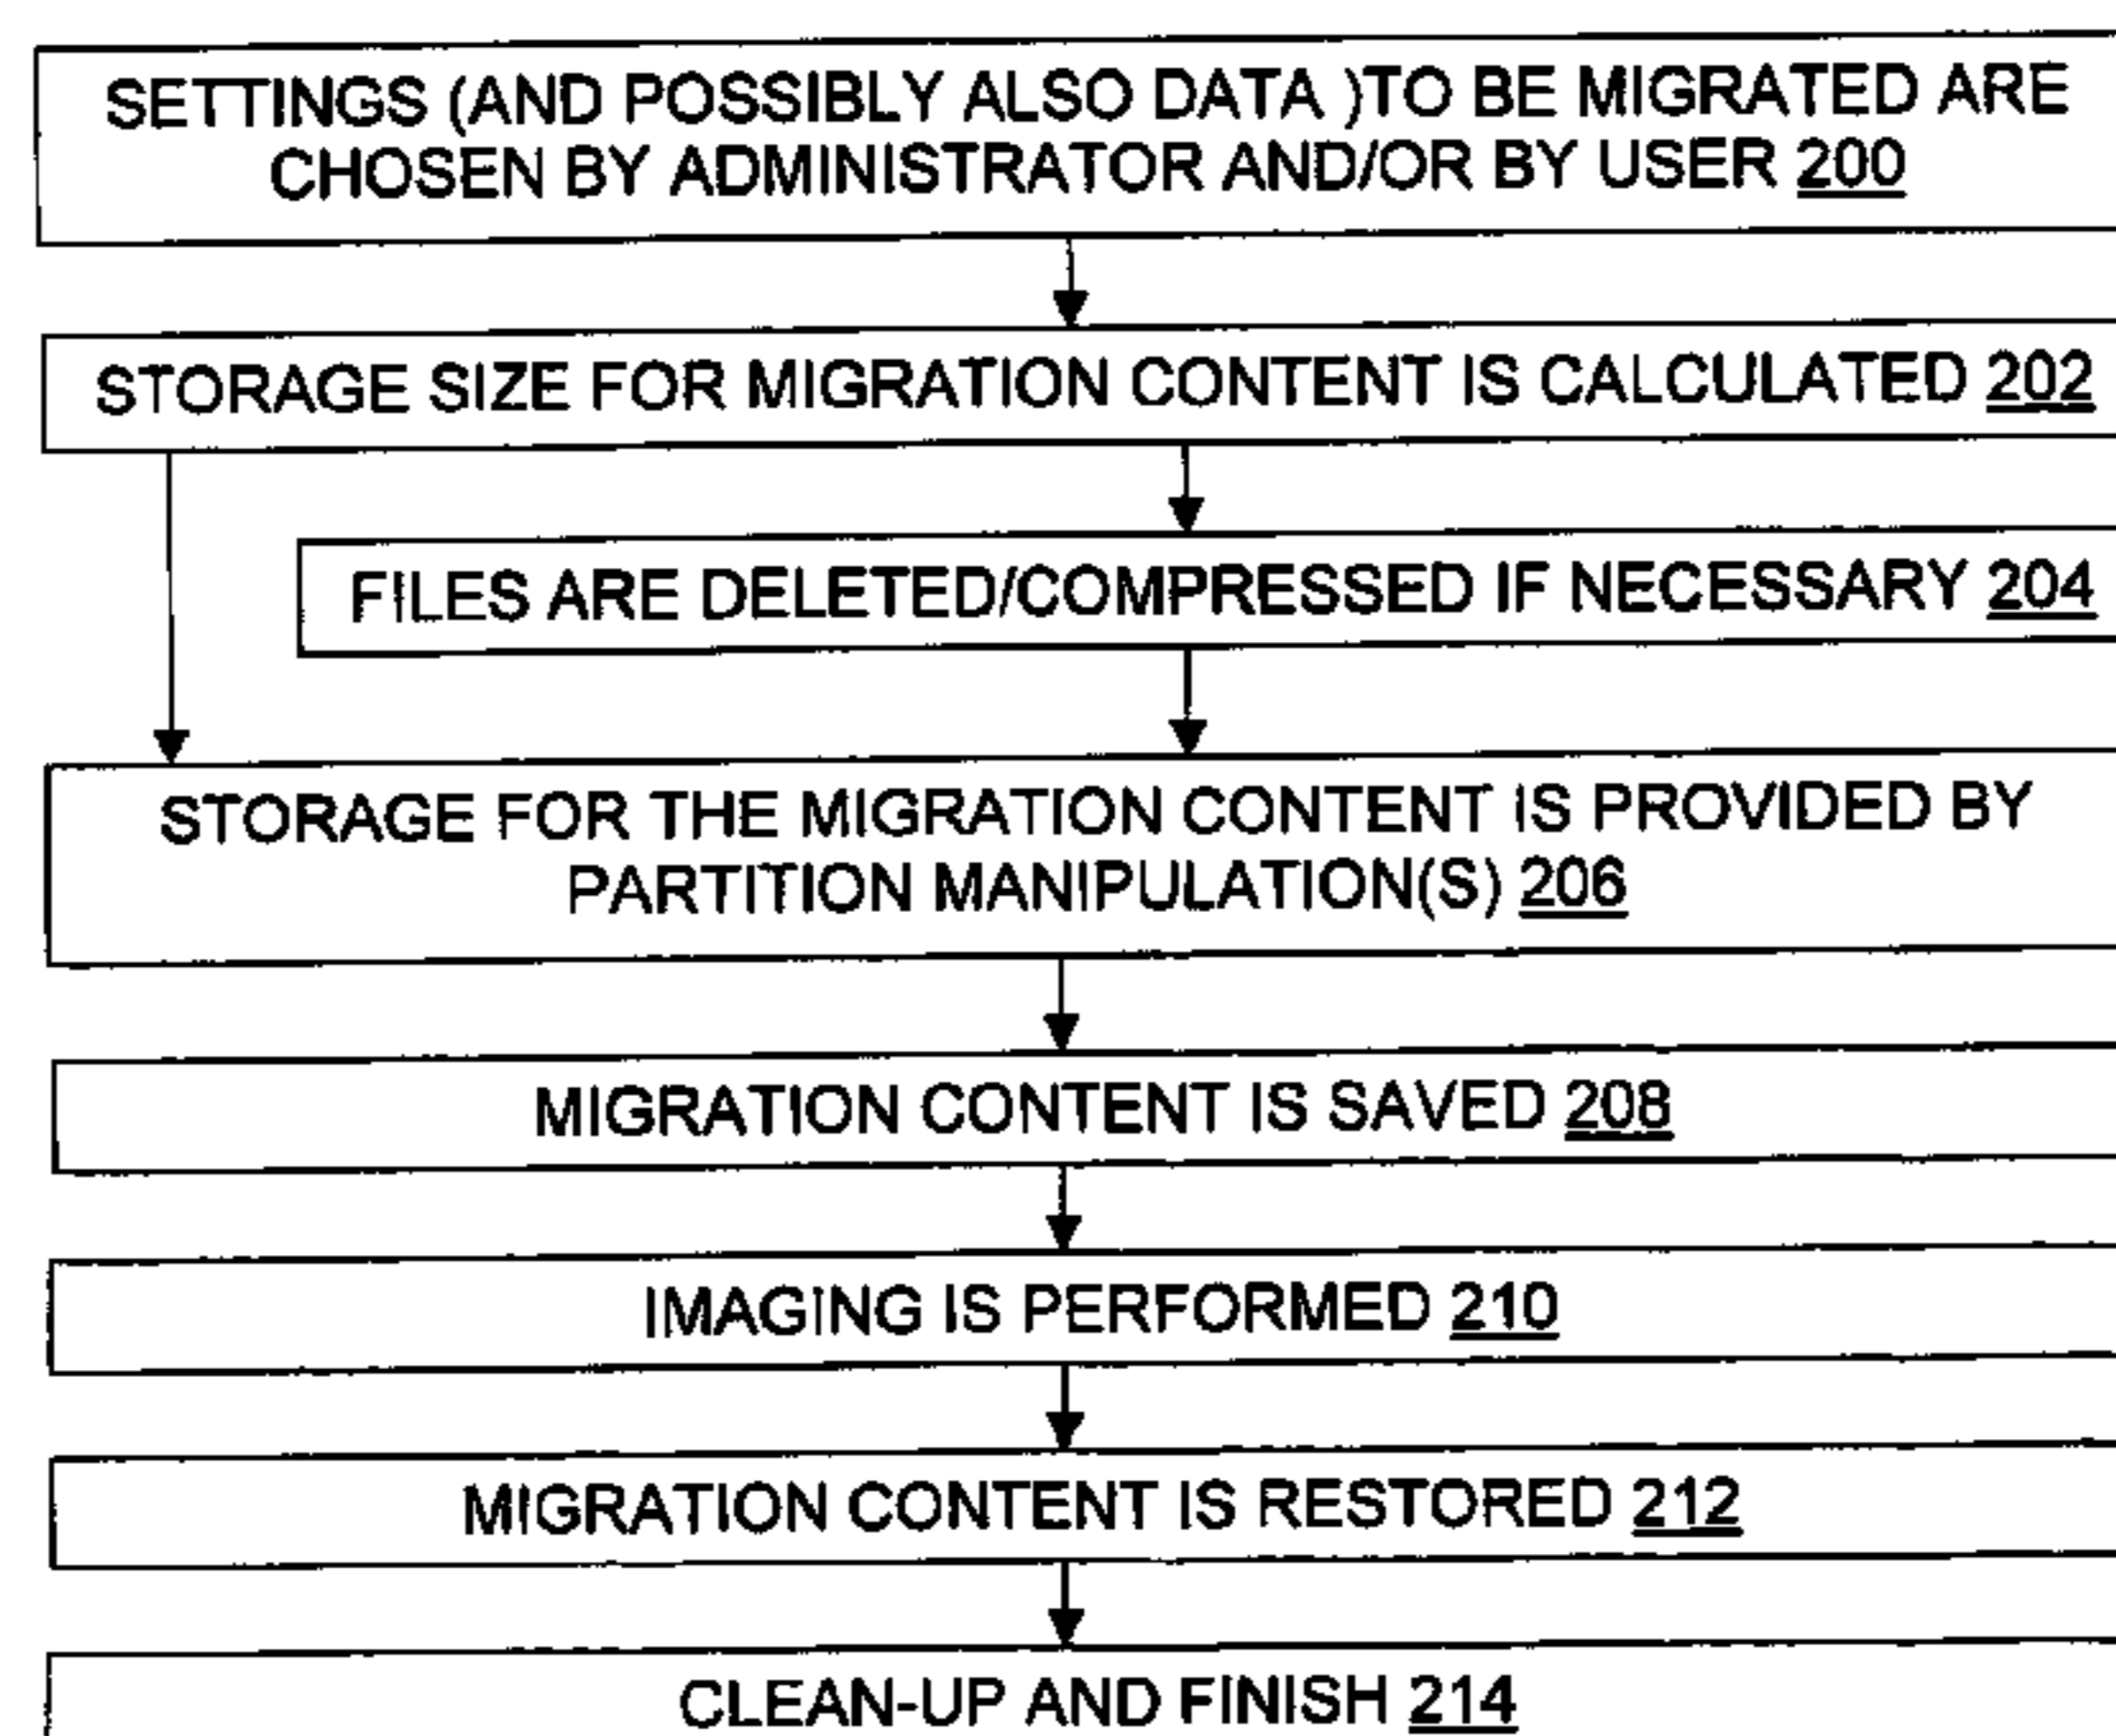 SETTINGS (AND POSSIBLY ALSO DATA )TO BE MIGRATED ARE
CHOSEN BY ADMINISTRATOR AND/OR BY USER 200
STORAGE SIZE FOR MIGRATION CONTENT IS CALCULATED 202
FILES ARE DELETED/COMPRESSED IF NECESSARY 204
STORAGE FOR THE MIGRATION CONTENT IS PROVIDED BY
PARTITION MANIPULATION(S) 206
MIGRATION CONTENT IS SAVED 208
IMAGING IS PERFORMED 210
MIGRATION CONTENT IS RESTORED 212
CLEAN-UP AND FINISH 214